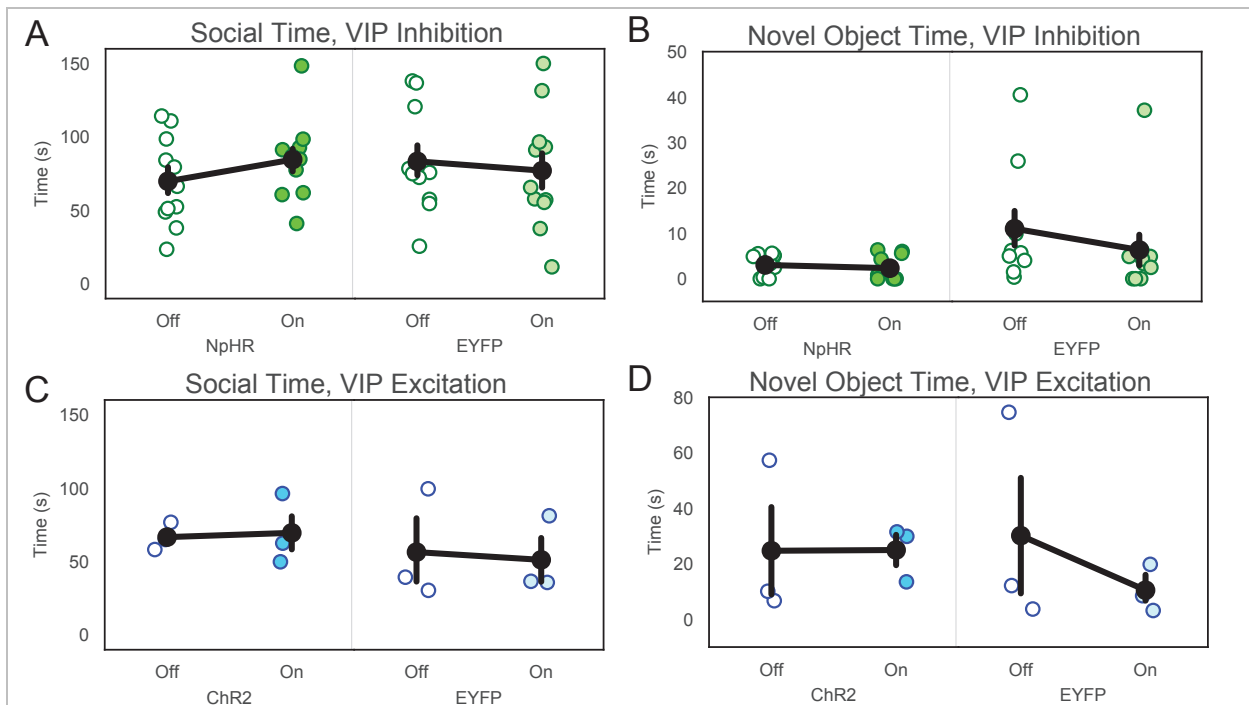 A
Social Time, VIP Inhibition
Time (s)
150
100
50
0
Off
On
Off
On
NpHR
EYFP
B
Novel Object Time, VIP Inhibition
Time (s)
50
40
30
20
10
0
Off
On
Off
On
NpHR
EYFP
C
Social Time, VIP Excitation
Time (s)
150
100
50
0
Off
On
Off
On
ChR2
EYFP
D
Novel Object Time, VIP Excitation
Time (s)
80
60
40
20
0
Off
On
Off
On
ChR2
EYFP